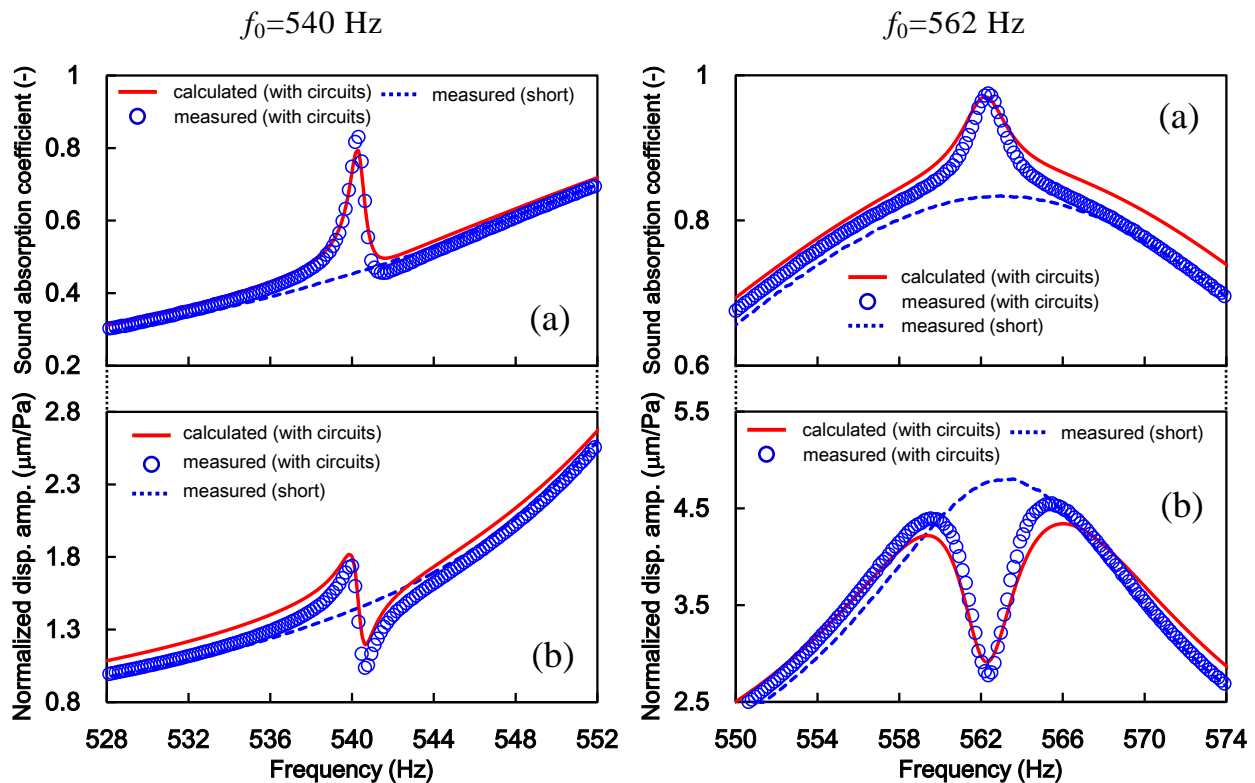 f0=540 Hz
f0=562 Hz
Sound absorption coefficient (-)
1
0.8
0.6
0.4
0.2
calculated (with circuits)
measured (short)
measured (with circuits)
(a)
Normalized disp. amp. (μm/Pa)
2.8
2.3
1.8
1.3
0.8
calculated (with circuits)
measured (with circuits)
measured (short)
(b)
528 532 536 540 544 548 552
Frequency (Hz)
Sound absorption coefficient (-)
1
0.8
0.6
(a)
calculated (with circuits)
measured (with circuits)
measured (short)
Normalized disp. amp. (μm/Pa)
5.5
4.5
3.5
2.5
calculated (with circuits)
measured (short)
measured (with circuits)
(b)
550 554 558 562 566 570 574
Frequency (Hz)